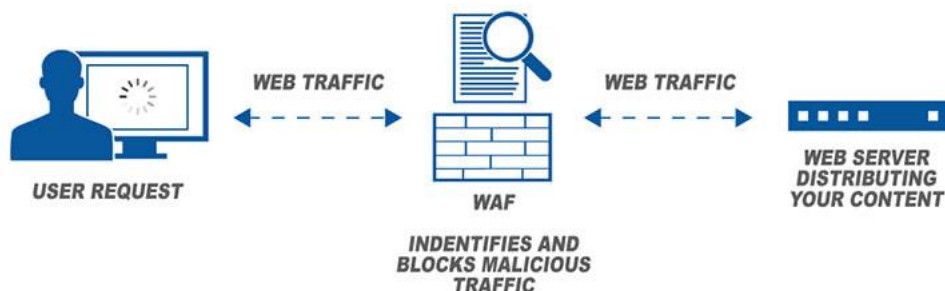 WEB TRAFFIC
WEB TRAFFIC
USER REQUEST
WAF
INDENTIFIES AND
BLOCKS MALICIOUS
TRAFFIC
WEB SERVER
DISTRIBUTING
YOUR CONTENT